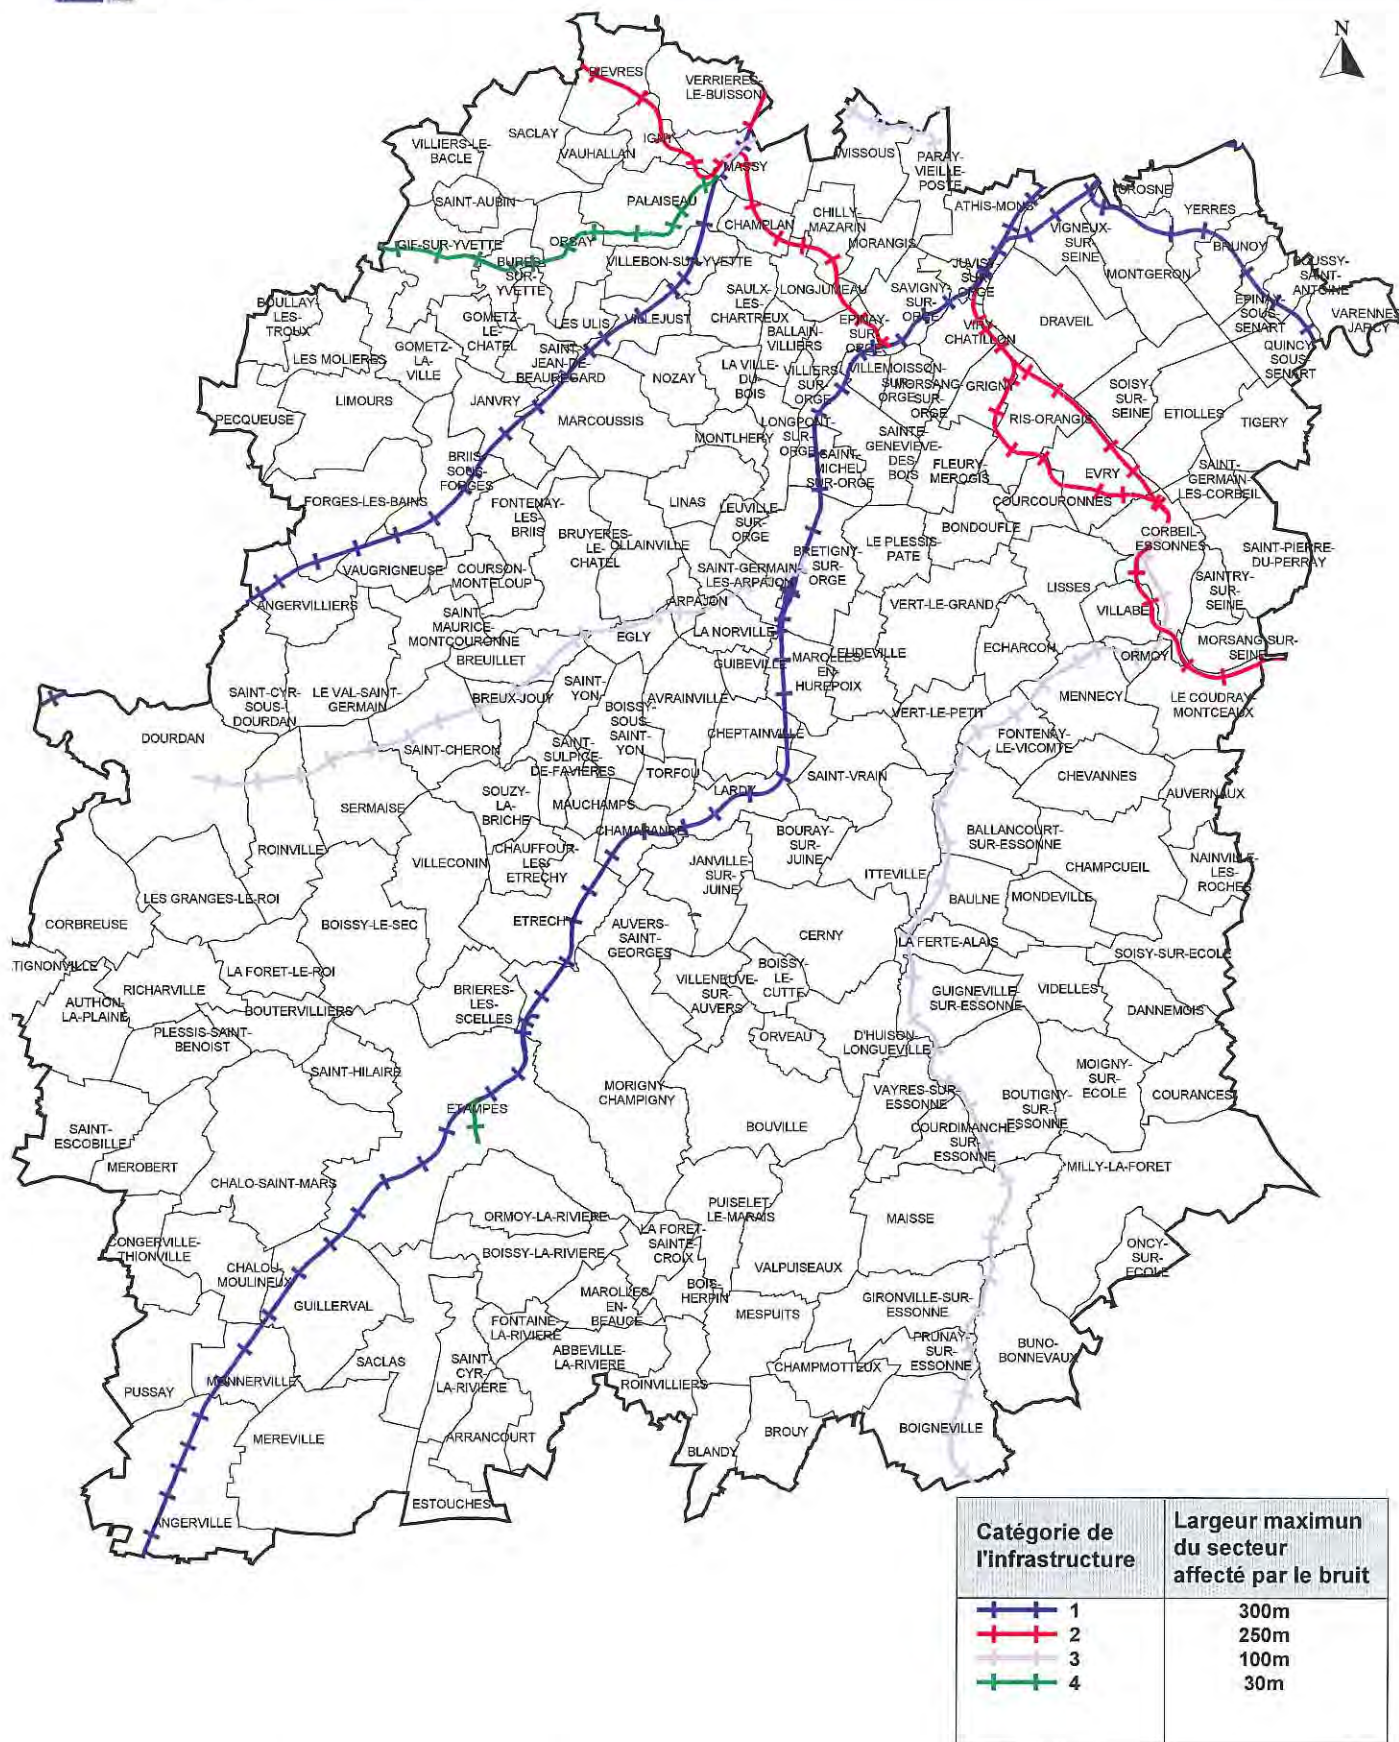 N
BIEVRES
VERRIERES-
LE-BUISSON
SACLAY
IGNY
VILLIERS-LE-
BACLE
VAUHALLAN
MASSY
WISSOUS
PARAY-
VIEILLE-
POSTE
CROSNE
SAINT-AUBIN
PALAISEAU
ATHIS-MONS
YERRES
CHAMPLAN
CHILLY-
MAZARIN
VIGNEUX-
SUR-
SEINE
BRUNOY
GIF-SUR-YVETTE
ORSAY
MORANGIS
BURES-
SUR-
YVETTE
VILLEBON-SUR-YVETTE
JUVISY-
SUR-
ORGE
MONTGERON
BOUSSY-
SAINT-
ANTOINE
SAULX-
LES-
CHARTREUX
LONGJUMEAU
SAVIGNY-
SUR-
ORGE
EPINAY-
SOUS-
SENART
VARENNES-
JARCY
BOULLAY-
LES-
TROUX
GOMETZ-
LE-
CHATEL
LES ULIS
VILLEJUST
BALLAIN-
VILLIERS
EPINAY-
SUR-
ORGE
VIRY-
CHATILLON
DRAVEIL
QUINCY-
SOUS-
SENART
LES MOLIERES
GOMETZ-
LA-
VILLE
SAINT-
JEAN-DE-
BEAUREGARD
NOZAY
LA VILLE-
DU-
BOIS
VILLIERS-
SUR-
ORGE
VILLEMOISSON-
SUR-
ORGE
MORSANG-
SUR-
ORGE
GRIGNY
SOISY-
SUR-
SEINE
ETIOLLES
TIGERY
LIMOURS
JANVRY
PECQUEUSE
MARCOUSSIS
MONTLHERY
LONGPONT-
SUR-
ORGE
RIS-ORANGIS
SAINTE-
GENEVIEVE-
DES-
BOIS
SAINT-
MICHEL-
SUR-ORGE
FLEURY-
MEROGIS
EVRY
SAINT-
GERMAIN-
LES-CORBEIL
BRIIS-
SOUS-
FORGES
FORGES-LES-BAINS
FONTENAY-
LES-
BRIIS
LINAS
LEUVILLE-
SUR-
ORGE
COURCOURONNES
BONDOUFLE
BRUYERES-
LE-
CHATEL
OLLAINVILLE
LE PLESSIS-
PATE
CORBEIL-
ESSONNES
SAINT-PIERRE-
DU-PERRAY
BRETIGNY-
SUR-
ORGE
VAUGRIGNEUSE
COURSON-
MONTELOUP
SAINT-GERMAIN-
LES-ARPAJON
LISSES
SAINTRY-
SUR-
SEINE
ANGERVILLIERS
ARPAJON
VERT-LE-GRAND
VILLABE
SAINT-
MAURICE-
MONTCOURONNE
EGLY
LA NORVILLE
ECHARCON
ORMOY
MORSANG-SUR-
SEINE
BREUILLET
GUIBEVILLE
MAROLLES-
EN-
HUREPOIX
LEUDEVILLE
SAINT-CYR-
SOUS-
DOURDAN
LE VAL-SAINT-
GERMAIN
BREUX-JOUY
SAINT-
YON
AVRAINVILLE
MENNECY
LE COUDRAY-
MONTCEAUX
BOISSY-
SOUS-
SAINT-
YON
VERT-LE-PETIT
DOURDAN
SAINT-CHERON
CHEPTAINVILLE
FONTENAY-
LE-VICOMTE
SAINT-
SULPICE-
DE-FAVIERES
TORFOU
SAINT-VRAIN
CHEVANNES
AUVERNAUX
SERMAISE
SOUZY-
LA-
BRICHE
MAUCHAMPS
LARDY
CHAMARANDE
BOURAY-
SUR-
JUINE
BALLANCOURT-
SUR-ESSONNE
ROINVILLE
VILLECONIN
CHAUFFOUR-
LES-
ETRECHY
JANVILLE-
SUR-
JUINE
ITTEVILLE
CHAMPCUEIL
NAINVILLE-
LES-
ROCHES
LES GRANGES-LE-ROI
BAULNE
MONDEVILLE
CORBREUSE
BOISSY-LE-SEC
ETRECHY
AUVERS-
SAINT-
GEORGES
CERNY
LA FERTE-ALAIS
SOISY-SUR-ECOLE
TIGNONVILLE
LA FORET-LE-ROI
VILLENEUVE-
SUR-
AUVERS
BOISSY-
LE-
CUTTE
RICHARVILLE
BRIERES-
LES-
SCELLES
GUIGNEVILLE-
SUR-ESSONNE
VIDELLES
AUTHON-
LA-PLAINE
BOUTERVILLIERS
DANNEMOIS
PLESSIS-SAINT-
BENOIST
ORVEAU
D'HUISON-
LONGUEVILLE
SAINT-HILAIRE
MORIGNY-
CHAMPIGNY
VAYRES-SUR-
ESSONNE
BOUTIGNY-
SUR-
ESSONNE
MOIGNY-
SUR-
ECOLE
COURANCES
ETAMPES
SAINT-
ESCOBILLE
BOUVILLE
COURDIMANCHE-
SUR-
ESSONNE
MEROBERT
MILLY-LA-FORET
CHALO-SAINT-MARS
PUISELET-
LE-MARAIS
ORMOY-LA-RIVIERE
MAISSE
CONGERVILLE-
THIONVILLE
BOISSY-LA-RIVIERE
LA FORET-
SAINTE-
CROIX
ONCY-
SUR-
ECOLE
CHALOU-
MOULINEUX
VALPUISEAUX
GUILLERVAL
MAROLLES-
EN-
BEAUCE
BOIS-
HERPIN
GIRONVILLE-SUR-
ESSONNE
MESPUITS
FONTAINE-
LA-RIVIERE
PRUNAY-
SUR-
ESSONNE
BUNO-
BONNEVAUX
ABBEVILLE-
LA-RIVIERE
SACLAS
SAINT-
CYR-
LA-RIVIERE
CHAMPMOTTEUX
MONNERVILLE
PUSSAY
ROINVILLIERS
BOIGNEVILLE
BROUY
MEREVILLE
ARRANCOURT
BLANDY
ESTOUCHES
ANGERVILLE
Catégorie de
l'infrastructure
Largeur maximun
du secteur
affecté par le bruit
1 300m
2 250m
3 100m
4 30m